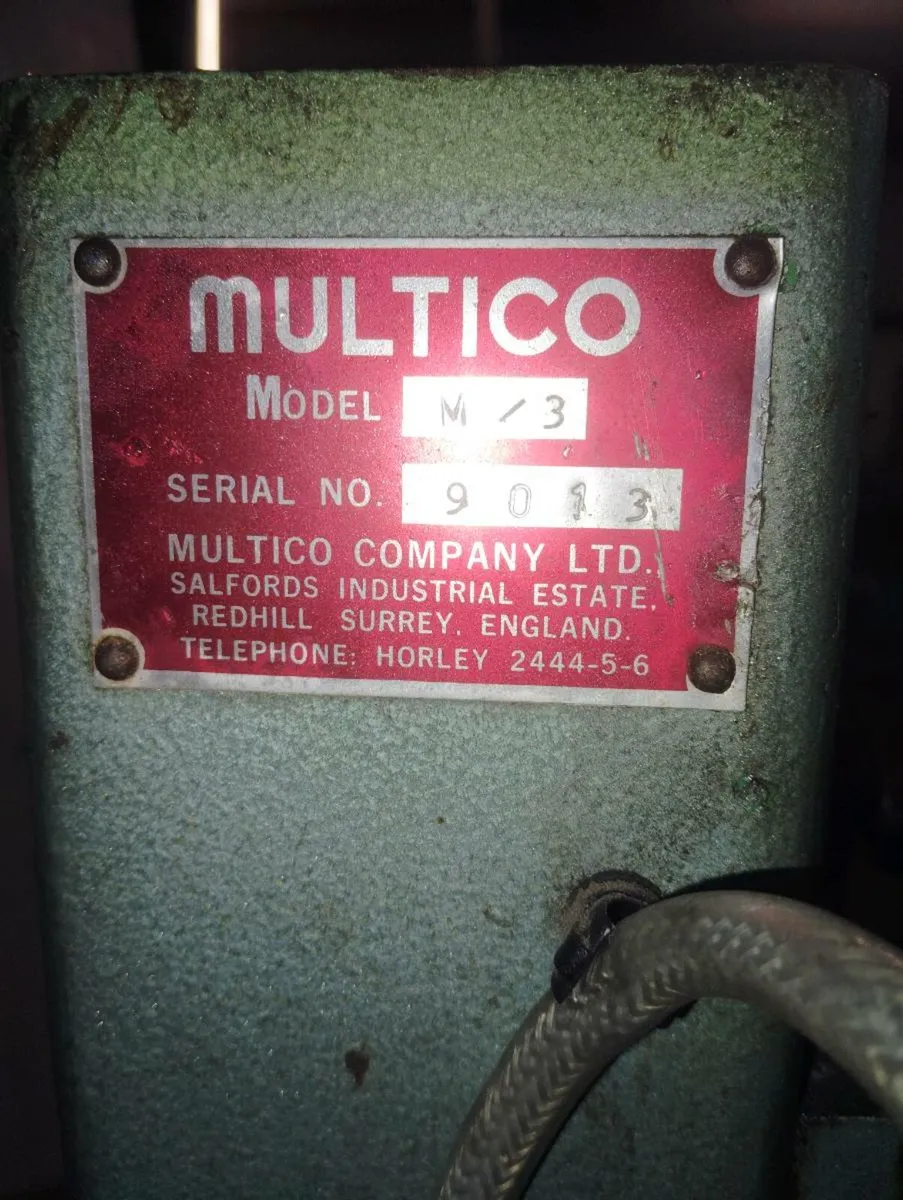 MULTICO
MODEL M/3
SERIAL NO. 9013
MULTICO COMPANY LTD.
SALFORDS INDUSTRIAL ESTATE,
REDHILL SURREY. ENGLAND.
TELEPHONE: HORLEY 2444-5-6